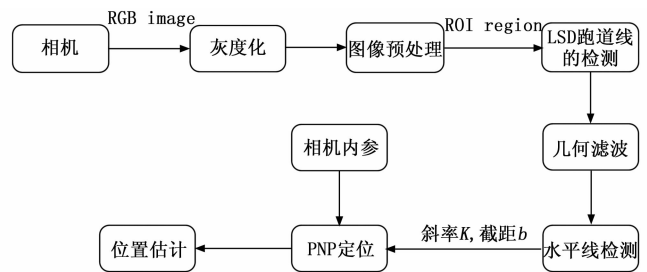 相机
RGB image
灰度化
图像预处理
ROI region
LSD跑道线
的检测
几何滤波
相机内参
水平线检测
斜率K,截距b
PNP定位
位置估计